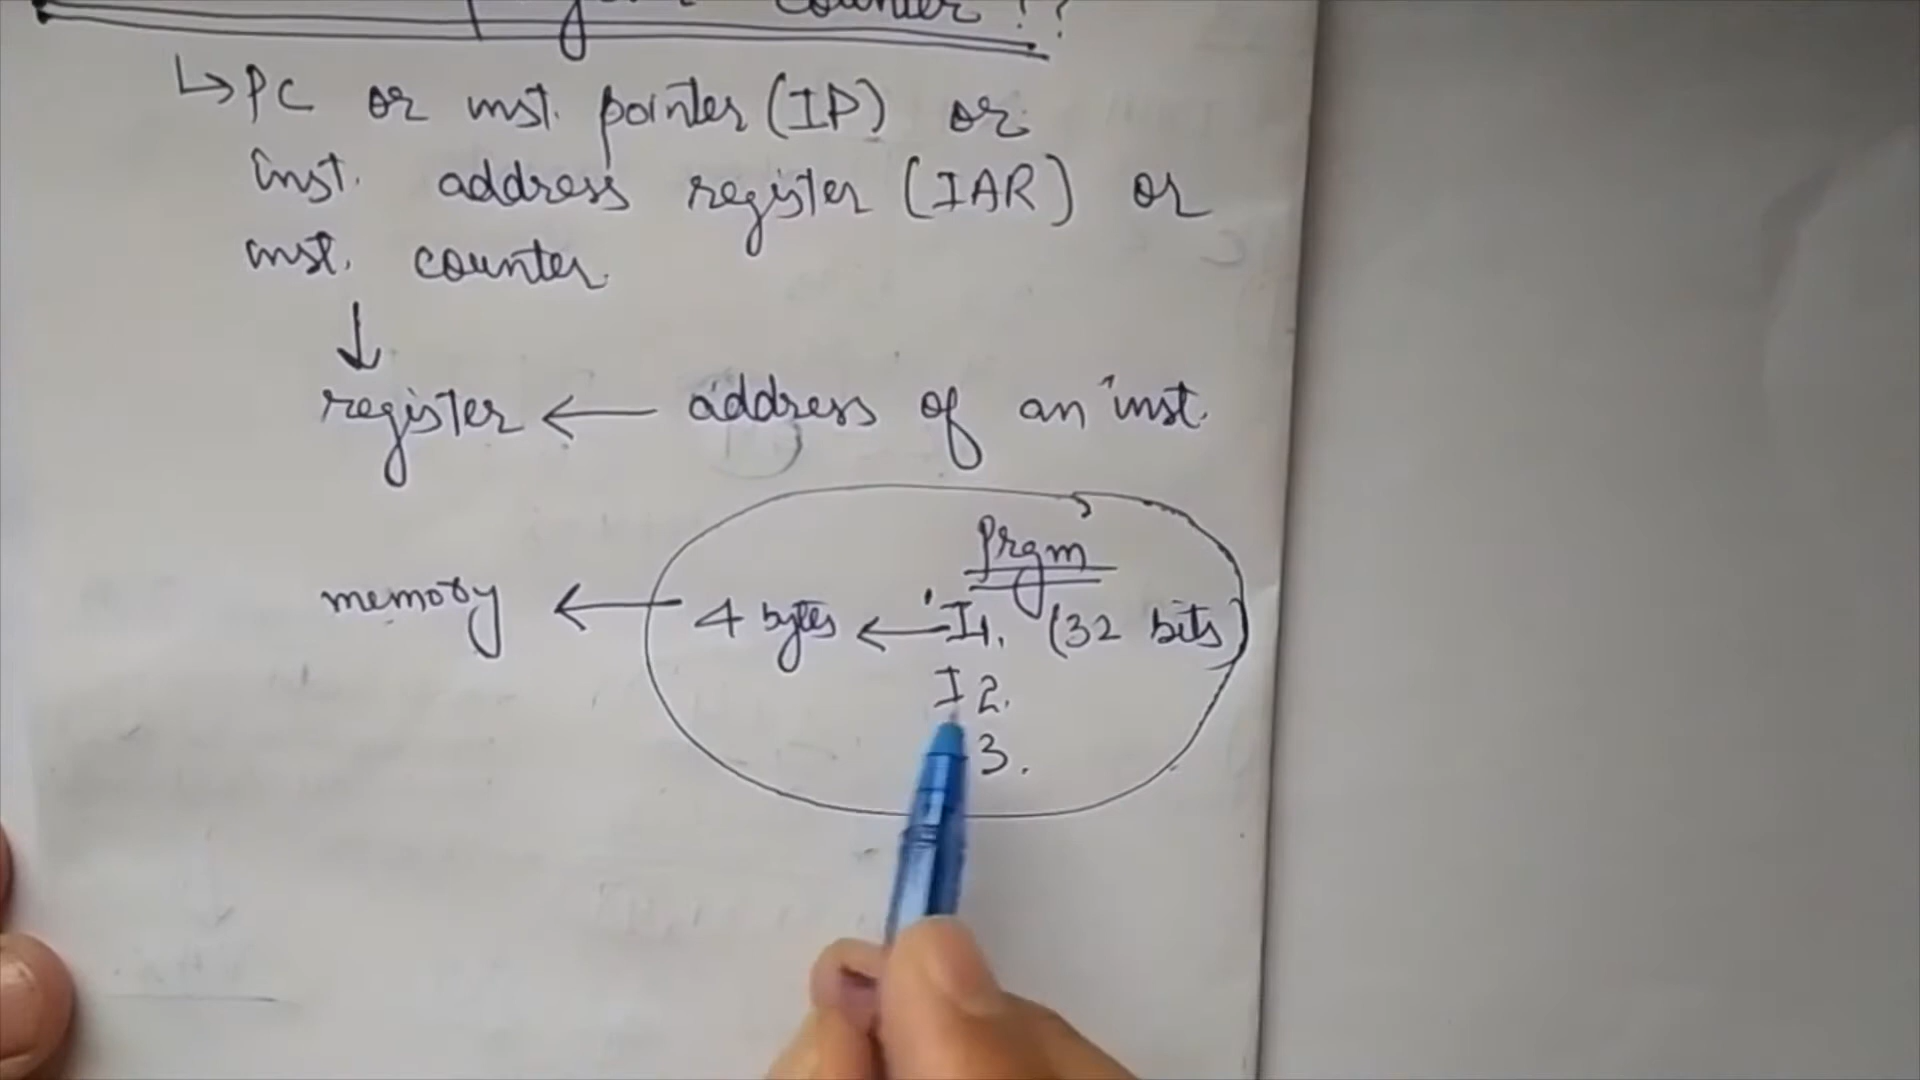 counter??
↳ PC or inst. pointer (IP) or
inst. address register (IAR) or
inst. counter.
↓
register ← address of an inst.
Prgm
memory ← 4 bytes ← I1. (32 bits)
I2.
3.